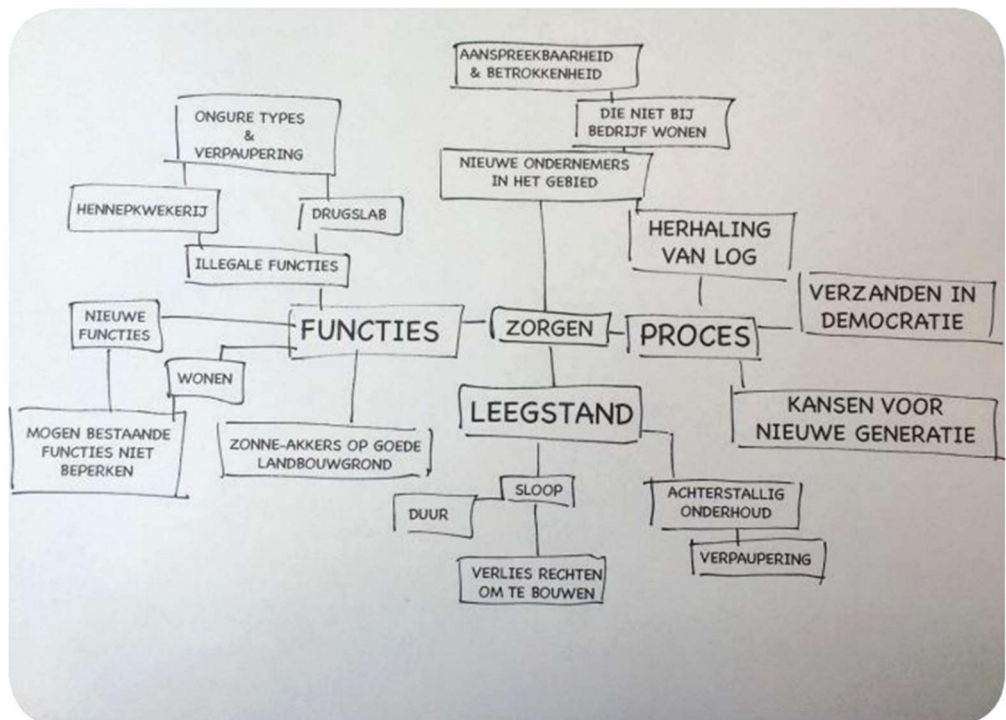 AANSPREEKBAARHEID
& BETROKKENHEID
DIE NIET BIJ
BEDRIJF WONEN
NIEUWE ONDERNEMERS
IN HET GEBIED
ONGURE TYPES
&
VERPAUPERING
HENNEPKWEKERIJ
DRUGSLAB
ILLEGALE FUNCTIES
HERHALING
VAN LOG
NIEUWE
FUNCTIES
FUNCTIES
ZORGEN
PROCES
VERZANDEN IN
DEMOCRATIE
WONEN
LEEGSTAND
KANSEN VOOR
NIEUWE GENERATIE
MOGEN BESTAANDE
FUNCTIES NIET
BEPERKEN
ZONNE-AKKERS OP GOEDE
LANDBOUWGROND
SLOOP
DUUR
ACHTERSTALLIG
ONDERHOUD
VERPAUPERING
VERLIES RECHTEN
OM TE BOUWEN